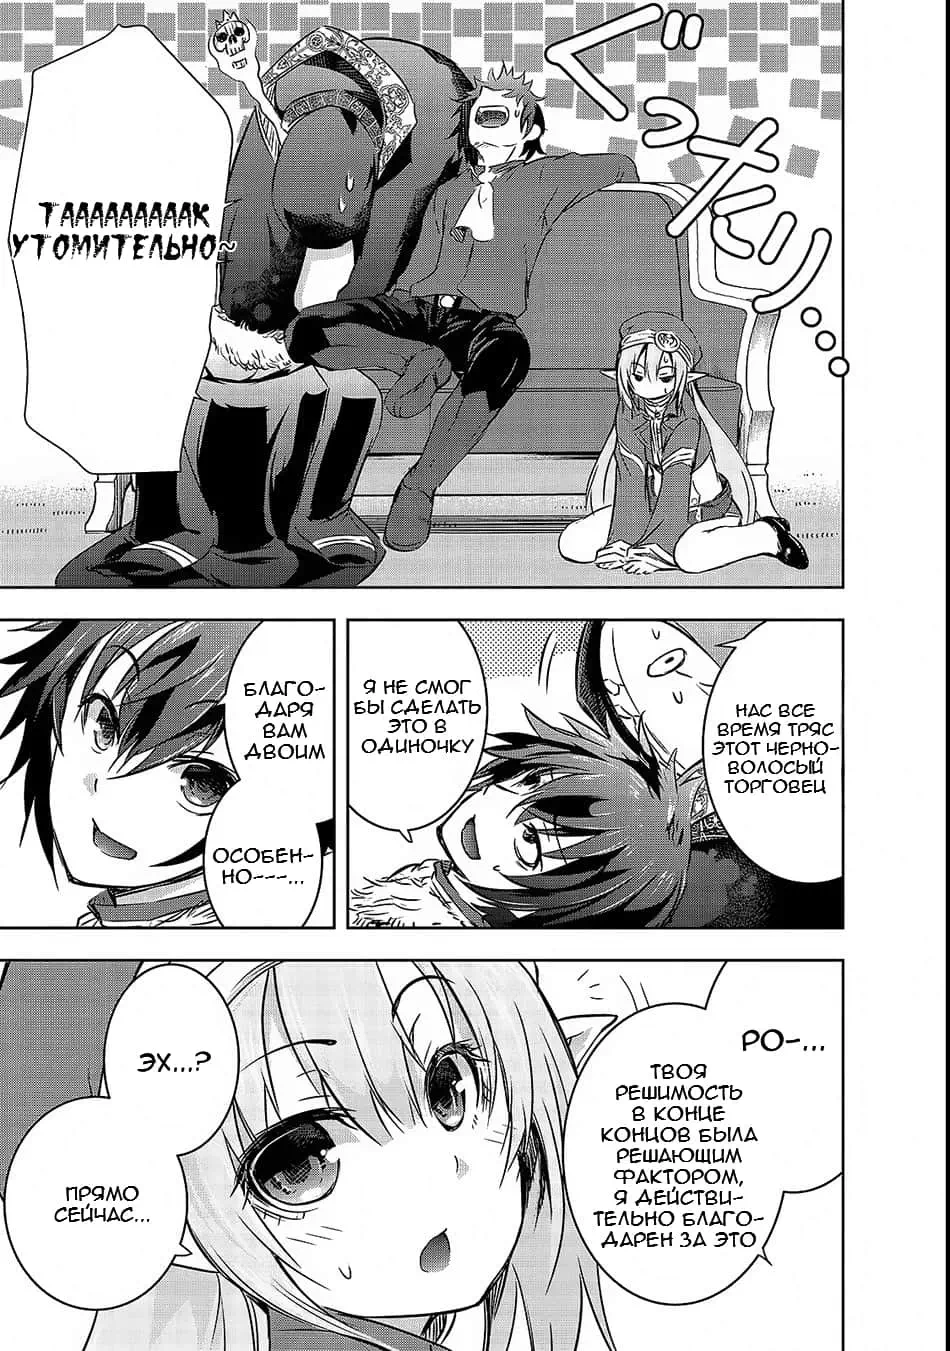 ぐったり...
ТАААААААААК
УТОМИТЕЛЬНО~
НАС ВСЕ
ВРЕМЯ ТРЯС
ЭТОТ ЧЕРНО-
ВОЛОСЫЙ
ТОРГОВЕЦ
Я НЕ СМОГ
БЫ СДЕЛАТЬ
ЭТО В
ОДИНОЧКУ
БЛАГО-
ДАРЯ ВАМ
ДВОИМ
ОСОБЕН-
НО---...
РО-...
ТВОЯ
РЕШИМОСТЬ
В КОНЦЕ
КОНЦОВ БЫЛА
РЕШАЮЩИМ
ФАКТОРОМ,
Я ДЕЙСТВИ-
ТЕЛЬНО БЛАГО-
ДАРЕН ЗА ЭТО
ЭХ...?
ПРЯМО
СЕЙЧАС...